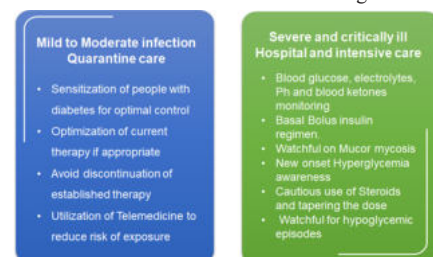 Mild to Moderate infection
Quarantine care
• Sensitization of people with
diabetes for optimal control
• Optimization of current
therapy if appropriate
• Avoid discontinuation of
established therapy
• Utilization of Telemedicine to
reduce risk of exposure
Severe and critically ill
Hospital and intensive care
• Blood glucose, electrolytes,
Ph and blood ketones
monitoring
• Basal Bolus insulin
regimen.
• Watchful on Mucor mycosis
• New onset Hyperglycemia
awareness
• Cautious use of Steroids
and tapering the dose
• Watchful for hypoglycemic
episodes